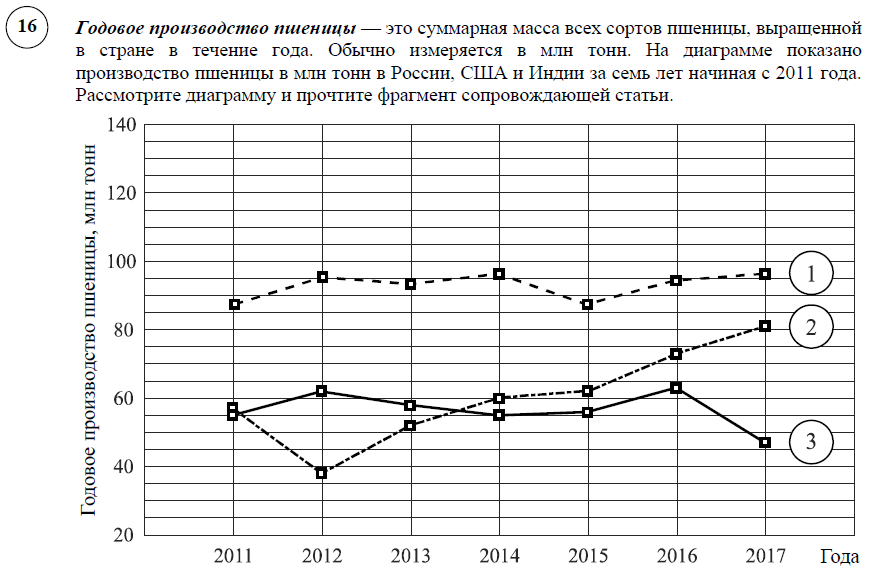 16
Годовое производство пшеницы — это суммарная масса всех сортов пшеницы, выращенной
в стране в течение года. Обычно измеряется в млн тонн. На диаграмме показано
производство пшеницы в млн тонн в России, США и Индии за семь лет начиная с 2011 года.
Рассмотрите диаграмму и прочтите фрагмент сопровождающей статьи.
Годовое производство пшеницы, млн тонн
140
120
100
80
60
40
20
1
2
3
2011 2012 2013 2014 2015 2016 2017 Года